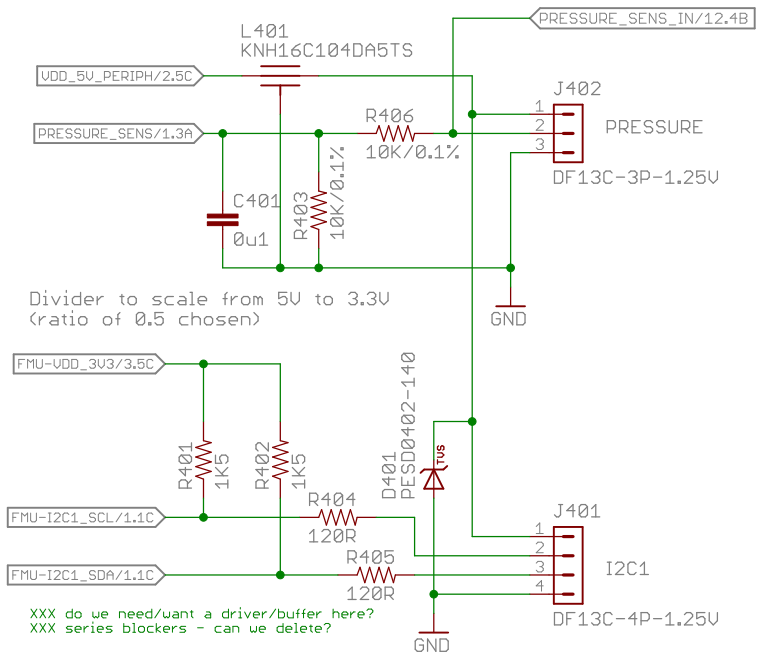 PRESSURE_SENS_IN/12.4B
L401
KNH16C104DA5TS
VDD_5V_PERIPH/2.5C
J402
1
2
3
PRESSURE
DF13C-3P-1.25V
PRESSURE_SENS/1.3A
R406
10K/0.1%
C401
0u1
R403
10K/0.1%
GND
Divider to scale from 5V to 3.3V
(ratio of 0.5 chosen)
FMU-VDD_3V3/3.5C
R401
1K5
R402
1K5
D401
PESD0402-140
TVS
FMU-I2C1_SCL/1.1C
R404
120R
J401
1
2
3
4
I2C1
DF13C-4P-1.25V
FMU-I2C1_SDA/1.1C
R405
120R
XXX do we need/want a driver/buffer here?
XXX series blockers - can we delete?
GND